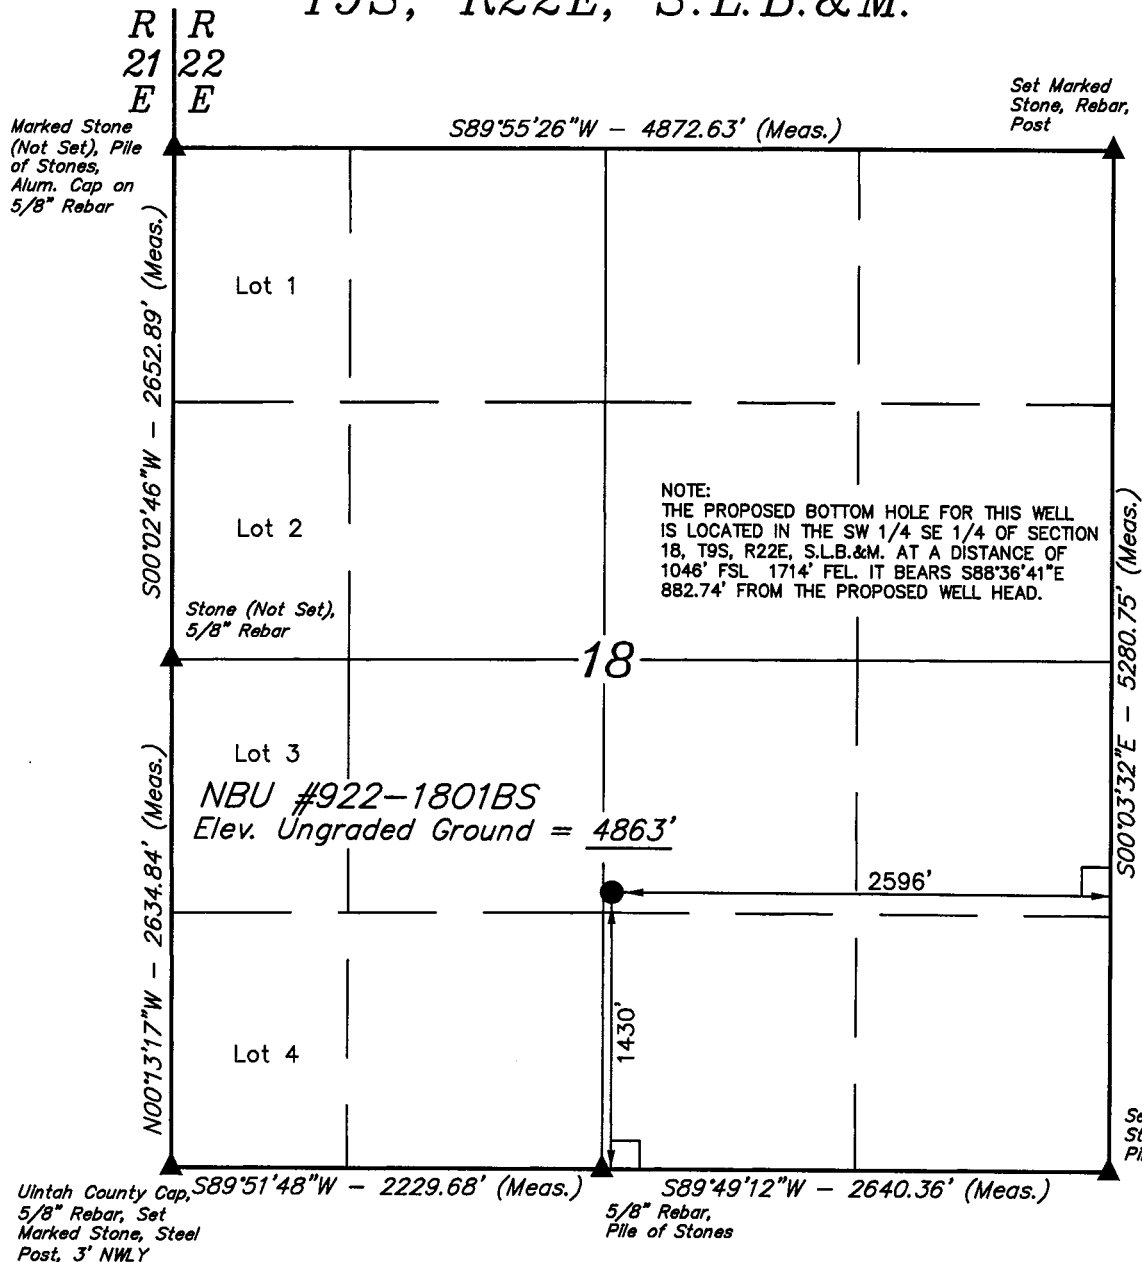 T9S, R22E, S.L.B.&M.
R R
21 22
E E
Marked Stone
(Not Set), Pile
of Stones,
Alum. Cap on
5/8" Rebar
S89°55'26"W - 4872.63' (Meas.)
Set Marked
Stone, Rebar,
Post
S00°02'46"W - 2652.89' (Meas.)
Lot 1
Lot 2
NOTE:
THE PROPOSED BOTTOM HOLE FOR THIS WELL
IS LOCATED IN THE SW 1/4 SE 1/4 OF SECTION
18, T9S, R22E, S.L.B.&M. AT A DISTANCE OF
1046' FSL 1714' FEL. IT BEARS S88°36'41"E
882.74' FROM THE PROPOSED WELL HEAD.
Stone (Not Set),
5/8" Rebar
18
S00°03'32"E - 5280.75' (Meas.)
Lot 3
NBU #922-1801BS
Elev. Ungraded Ground = 4863'
N00°13'17"W - 2634.84' (Meas.)
2596'
1430'
Lot 4
Uintah County Cap,
5/8" Rebar, Set
Marked Stone, Steel
Post, 3' NWLY
S89°51'48"W - 2229.68' (Meas.)
S89°49'12"W - 2640.36' (Meas.)
5/8" Rebar,
Pile of Stones